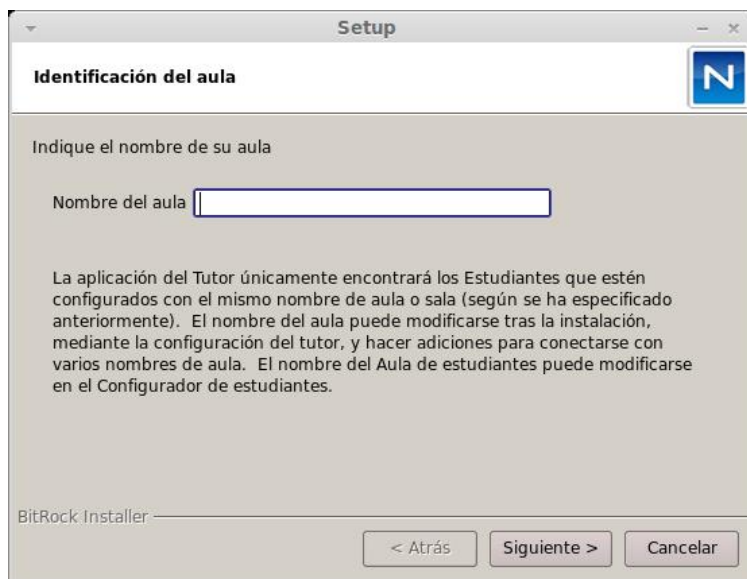 Setup
Identificación del aula
N
Indique el nombre de su aula
Nombre del aula
La aplicación del Tutor únicamente encontrará los Estudiantes que estén
configurados con el mismo nombre de aula o sala (según se ha especificado
anteriormente).  El nombre del aula puede modificarse tras la instalación,
mediante la configuración del tutor, y hacer adiciones para conectarse con
varios nombres de aula.  El nombre del Aula de estudiantes puede modificarse
en el Configurador de estudiantes.
BitRock Installer
< Atrás
Siguiente >
Cancelar